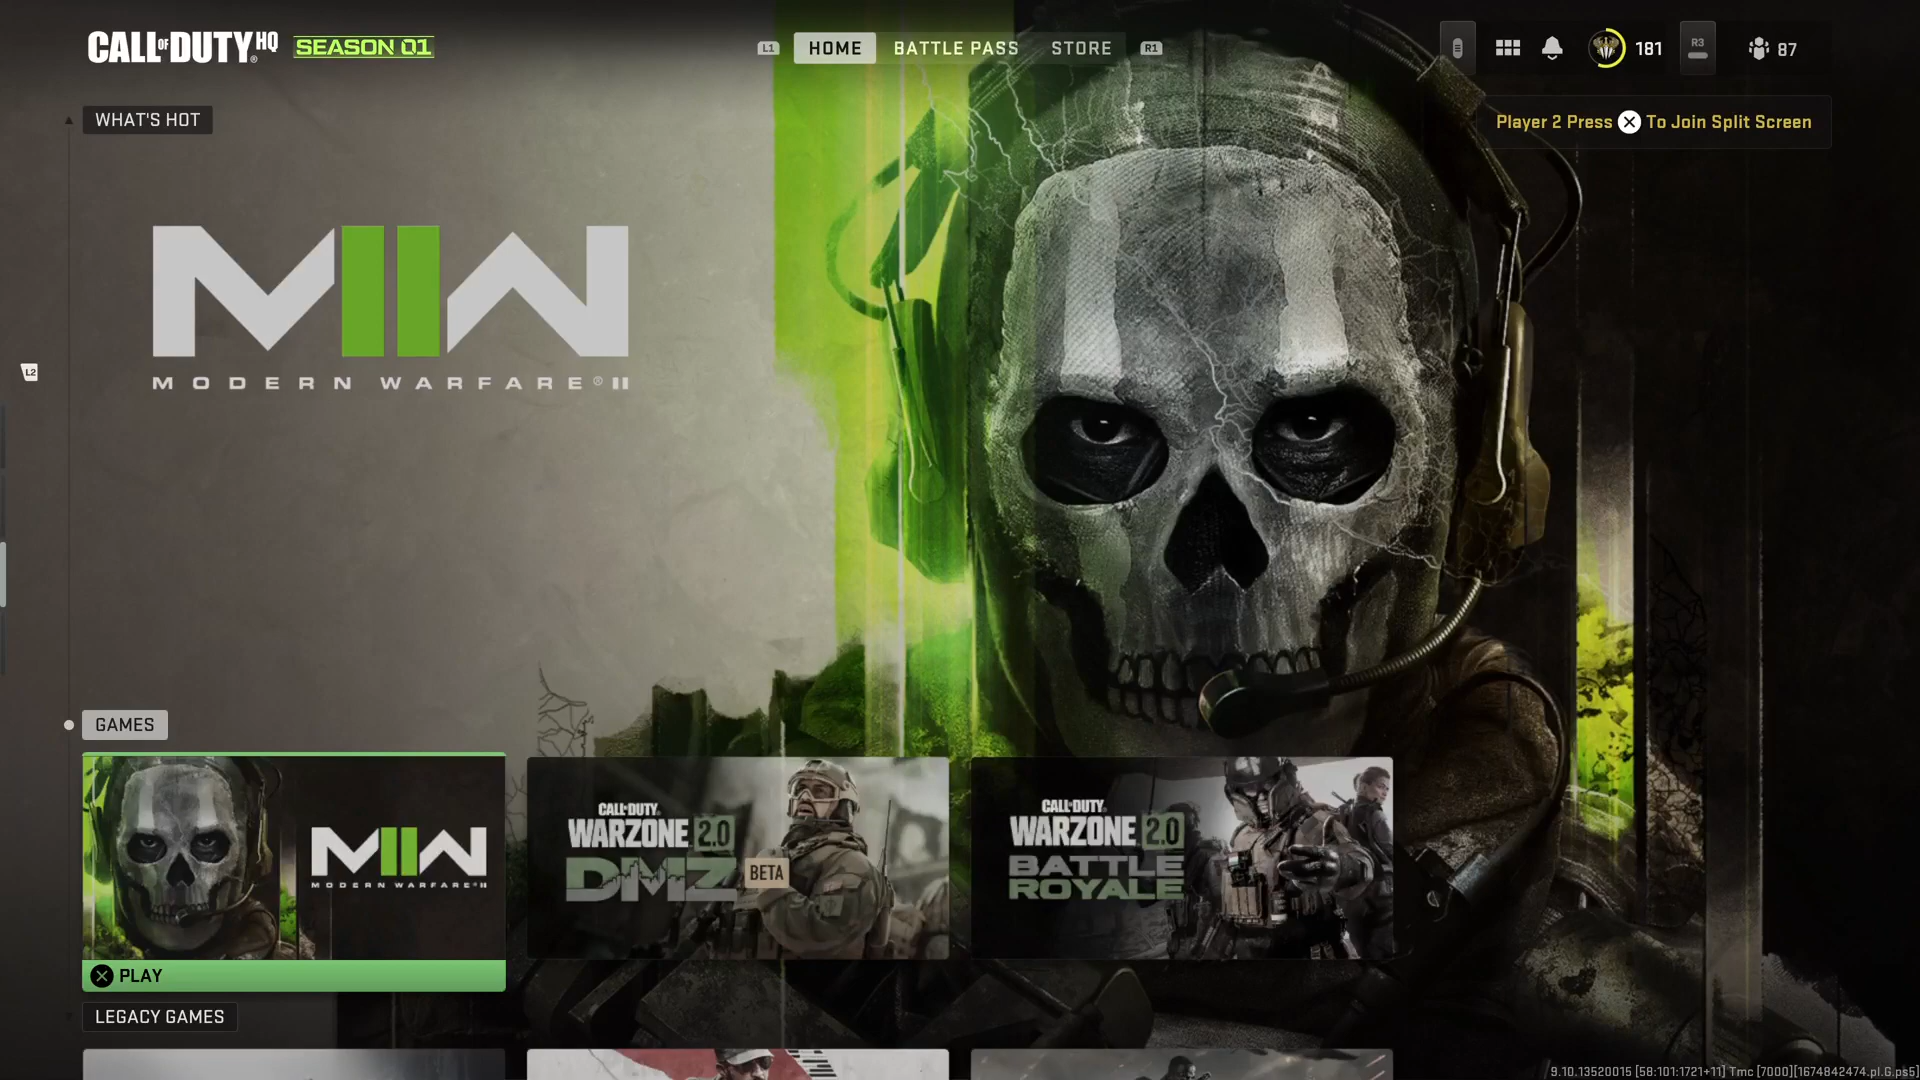 CALL OF DUTY HQ SEASON 01
L1 HOME BATTLE PASS STORE R1
181 R3 87
WHAT'S HOT
Player 2 Press To Join Split Screen
MIIW
MODERN WARFARE® II
L2
GAMES
MIIW
MODERN WARFARE® II
PLAY
CALL OF DUTY
WARZONE 2.0
DMZ BETA
CALL OF DUTY
WARZONE 2.0
BATTLE
ROYALE
LEGACY GAMES
9.10.13520015 [58:101:1721+11] Tmc [7000][1674842474.pl.G.ps5]